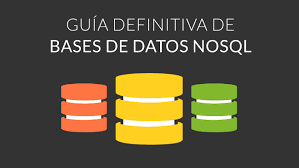 GUÍA DEFINITIVA DE
BASES DE DATOS NOSQL